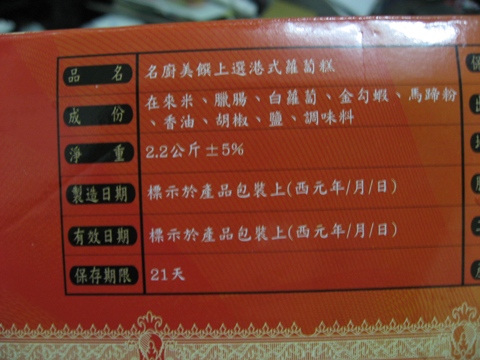 品名 名廚美饌上選港式蘿蔔糕
成份 在來米、臘腸、白蘿蔔、金勾蝦、馬蹄粉
、香油、胡椒、鹽、調味料
淨重 2.2公斤±5%
製造日期 標示於產品包裝上(西元年/月/日)
有效日期 標示於產品包裝上(西元年/月/日)
保存期限 21天